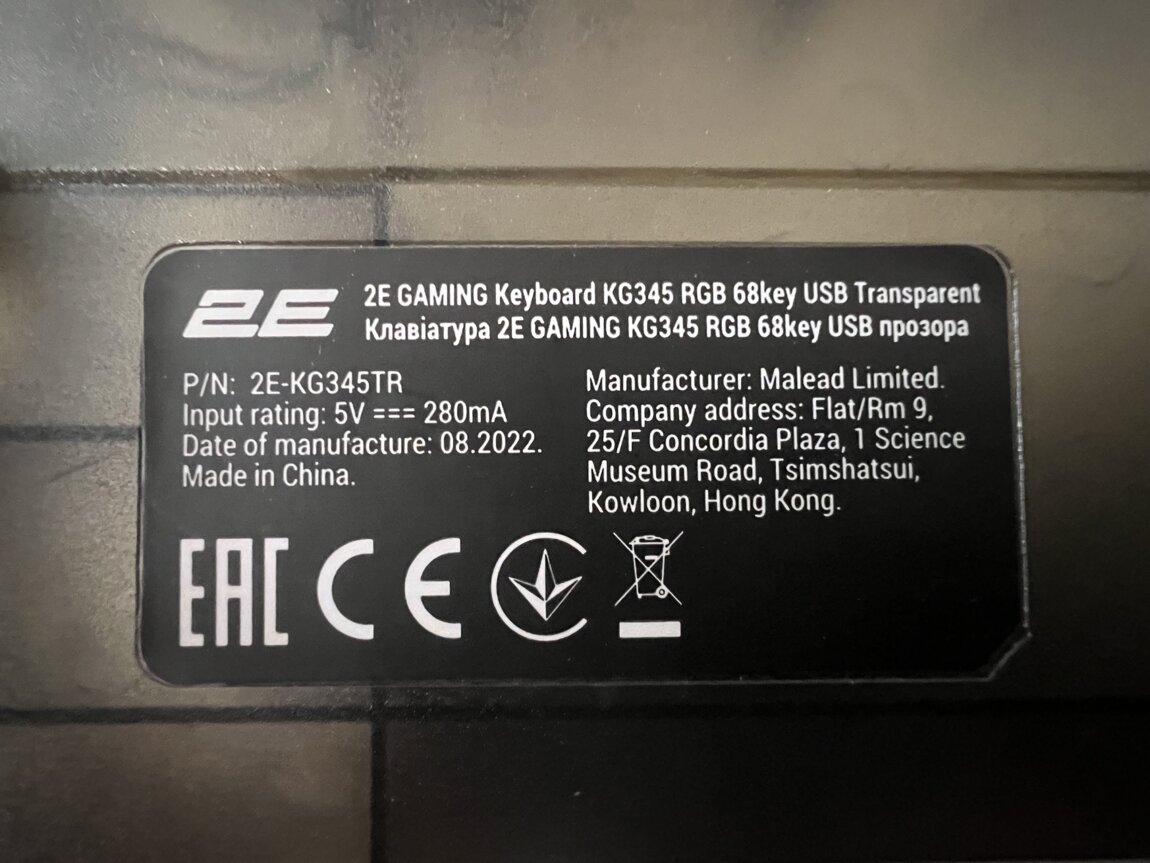 2E
2E GAMING Keyboard KG345 RGB 68key USB Transparent
Клавіатура 2E GAMING KG345 RGB 68key USB прозора
P/N: 2E-KG345TR
Input rating: 5V === 280mA
Date of manufacture: 08.2022.
Made in China.
Manufacturer: Malead Limited.
Company address: Flat/Rm 9,
25/F Concordia Plaza, 1 Science
Museum Road, Tsimshatsui,
Kowloon, Hong Kong.
EAC CE